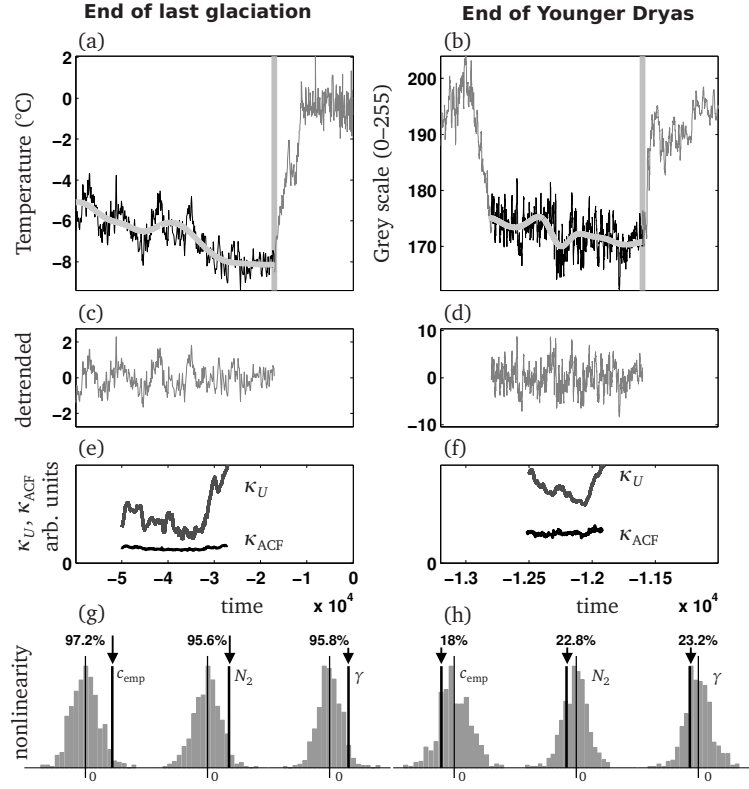 End of last glaciation
End of Younger Dryas
(a)
(b)
Temperature (°C)
2
0
−2
−4
−6
−8
Grey scale (0–255)
200
190
180
170
(c)
(d)
detrended
2
0
−2
10
0
−10
(e)
(f)
κU, κACF
arb. units
0
κU
κACF
−5
−4
−3
−2
−1
0
time
x 10⁴
0
κU
κACF
−1.3
−1.25
−1.2
−1.15
time
x 10⁴
(g)
(h)
nonlinearity
97.2%
95.6%
95.8%
18%
22.8%
23.2%
cemp
N2
γ
cemp
N2
γ
0
0
0
0
0
0